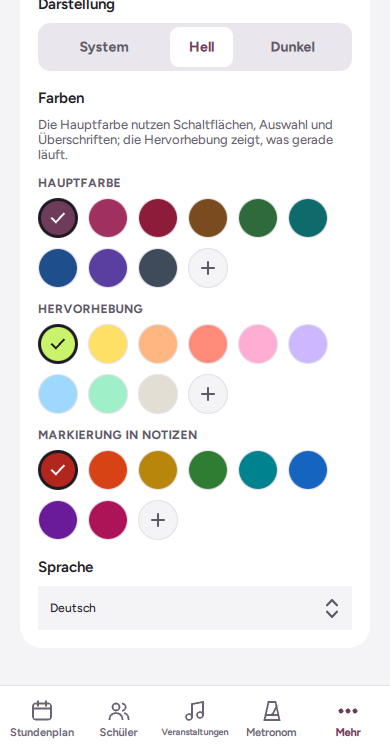 Darstellung
System Hell Dunkel
Farben
Die Hauptfarbe nutzen Schaltflächen, Auswahl und
Überschriften; die Hervorhebung zeigt, was gerade
läuft.
HAUPTFARBE
HERVORHEBUNG
MARKIERUNG IN NOTIZEN
Sprache
Deutsch
Stundenplan Schüler Veranstaltungen Metronom Mehr